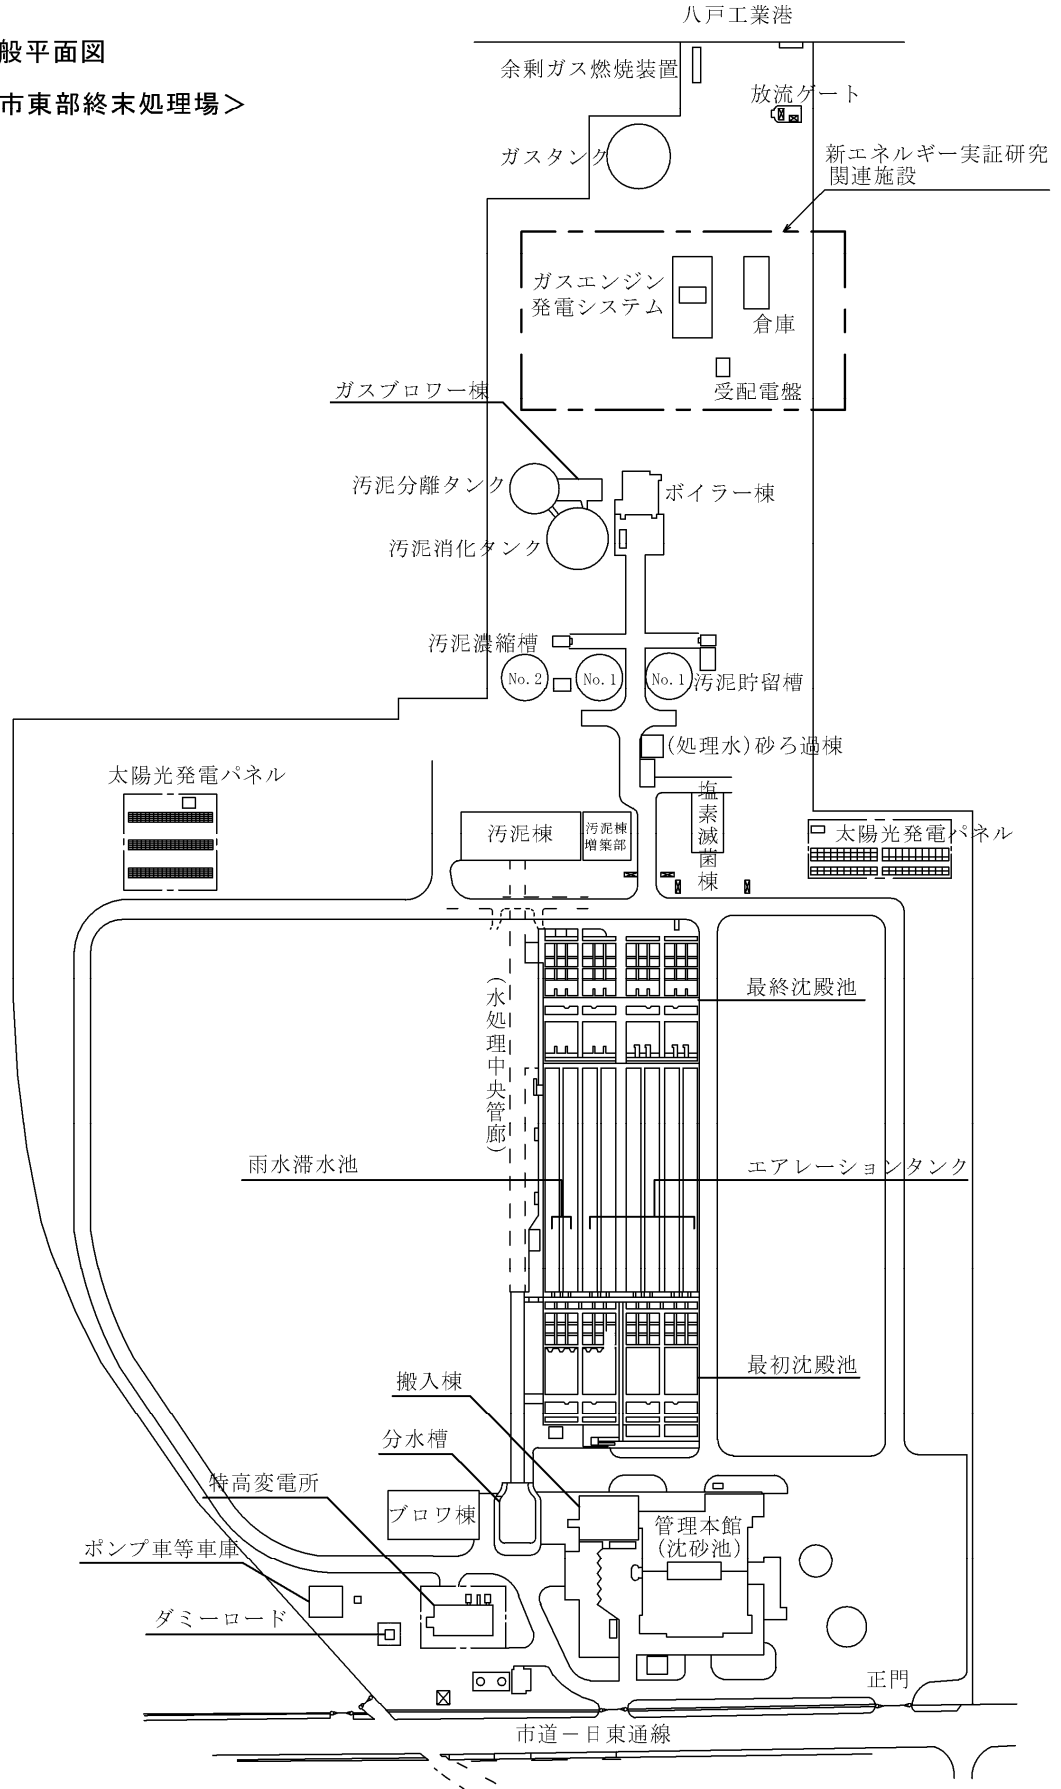 八戸工業港
般平面図
余剰ガス燃焼装置
市東部終末処理場＞
放流ゲート
ガスタンク
新エネルギー実証研究
関連施設
ガスエンジン
発電システム
倉庫
受配電盤
ガスブロワー棟
汚泥分離タンク
ボイラー棟
汚泥消化タンク
汚泥濃縮槽
No.2
No.1
No.1
汚泥貯留槽
(処理水)砂ろ過棟
太陽光発電パネル
塩素滅菌棟
汚泥棟
汚泥棟
増築部
太陽光発電パネル
(水処理中央管廊)
最終沈殿池
雨水滞水池
エアレーションタンク
最初沈殿池
搬入棟
分水槽
特高変電所
ブロワ棟
管理本館
(沈砂池)
ポンプ車等車庫
ダミーロード
正門
市道－日東通線